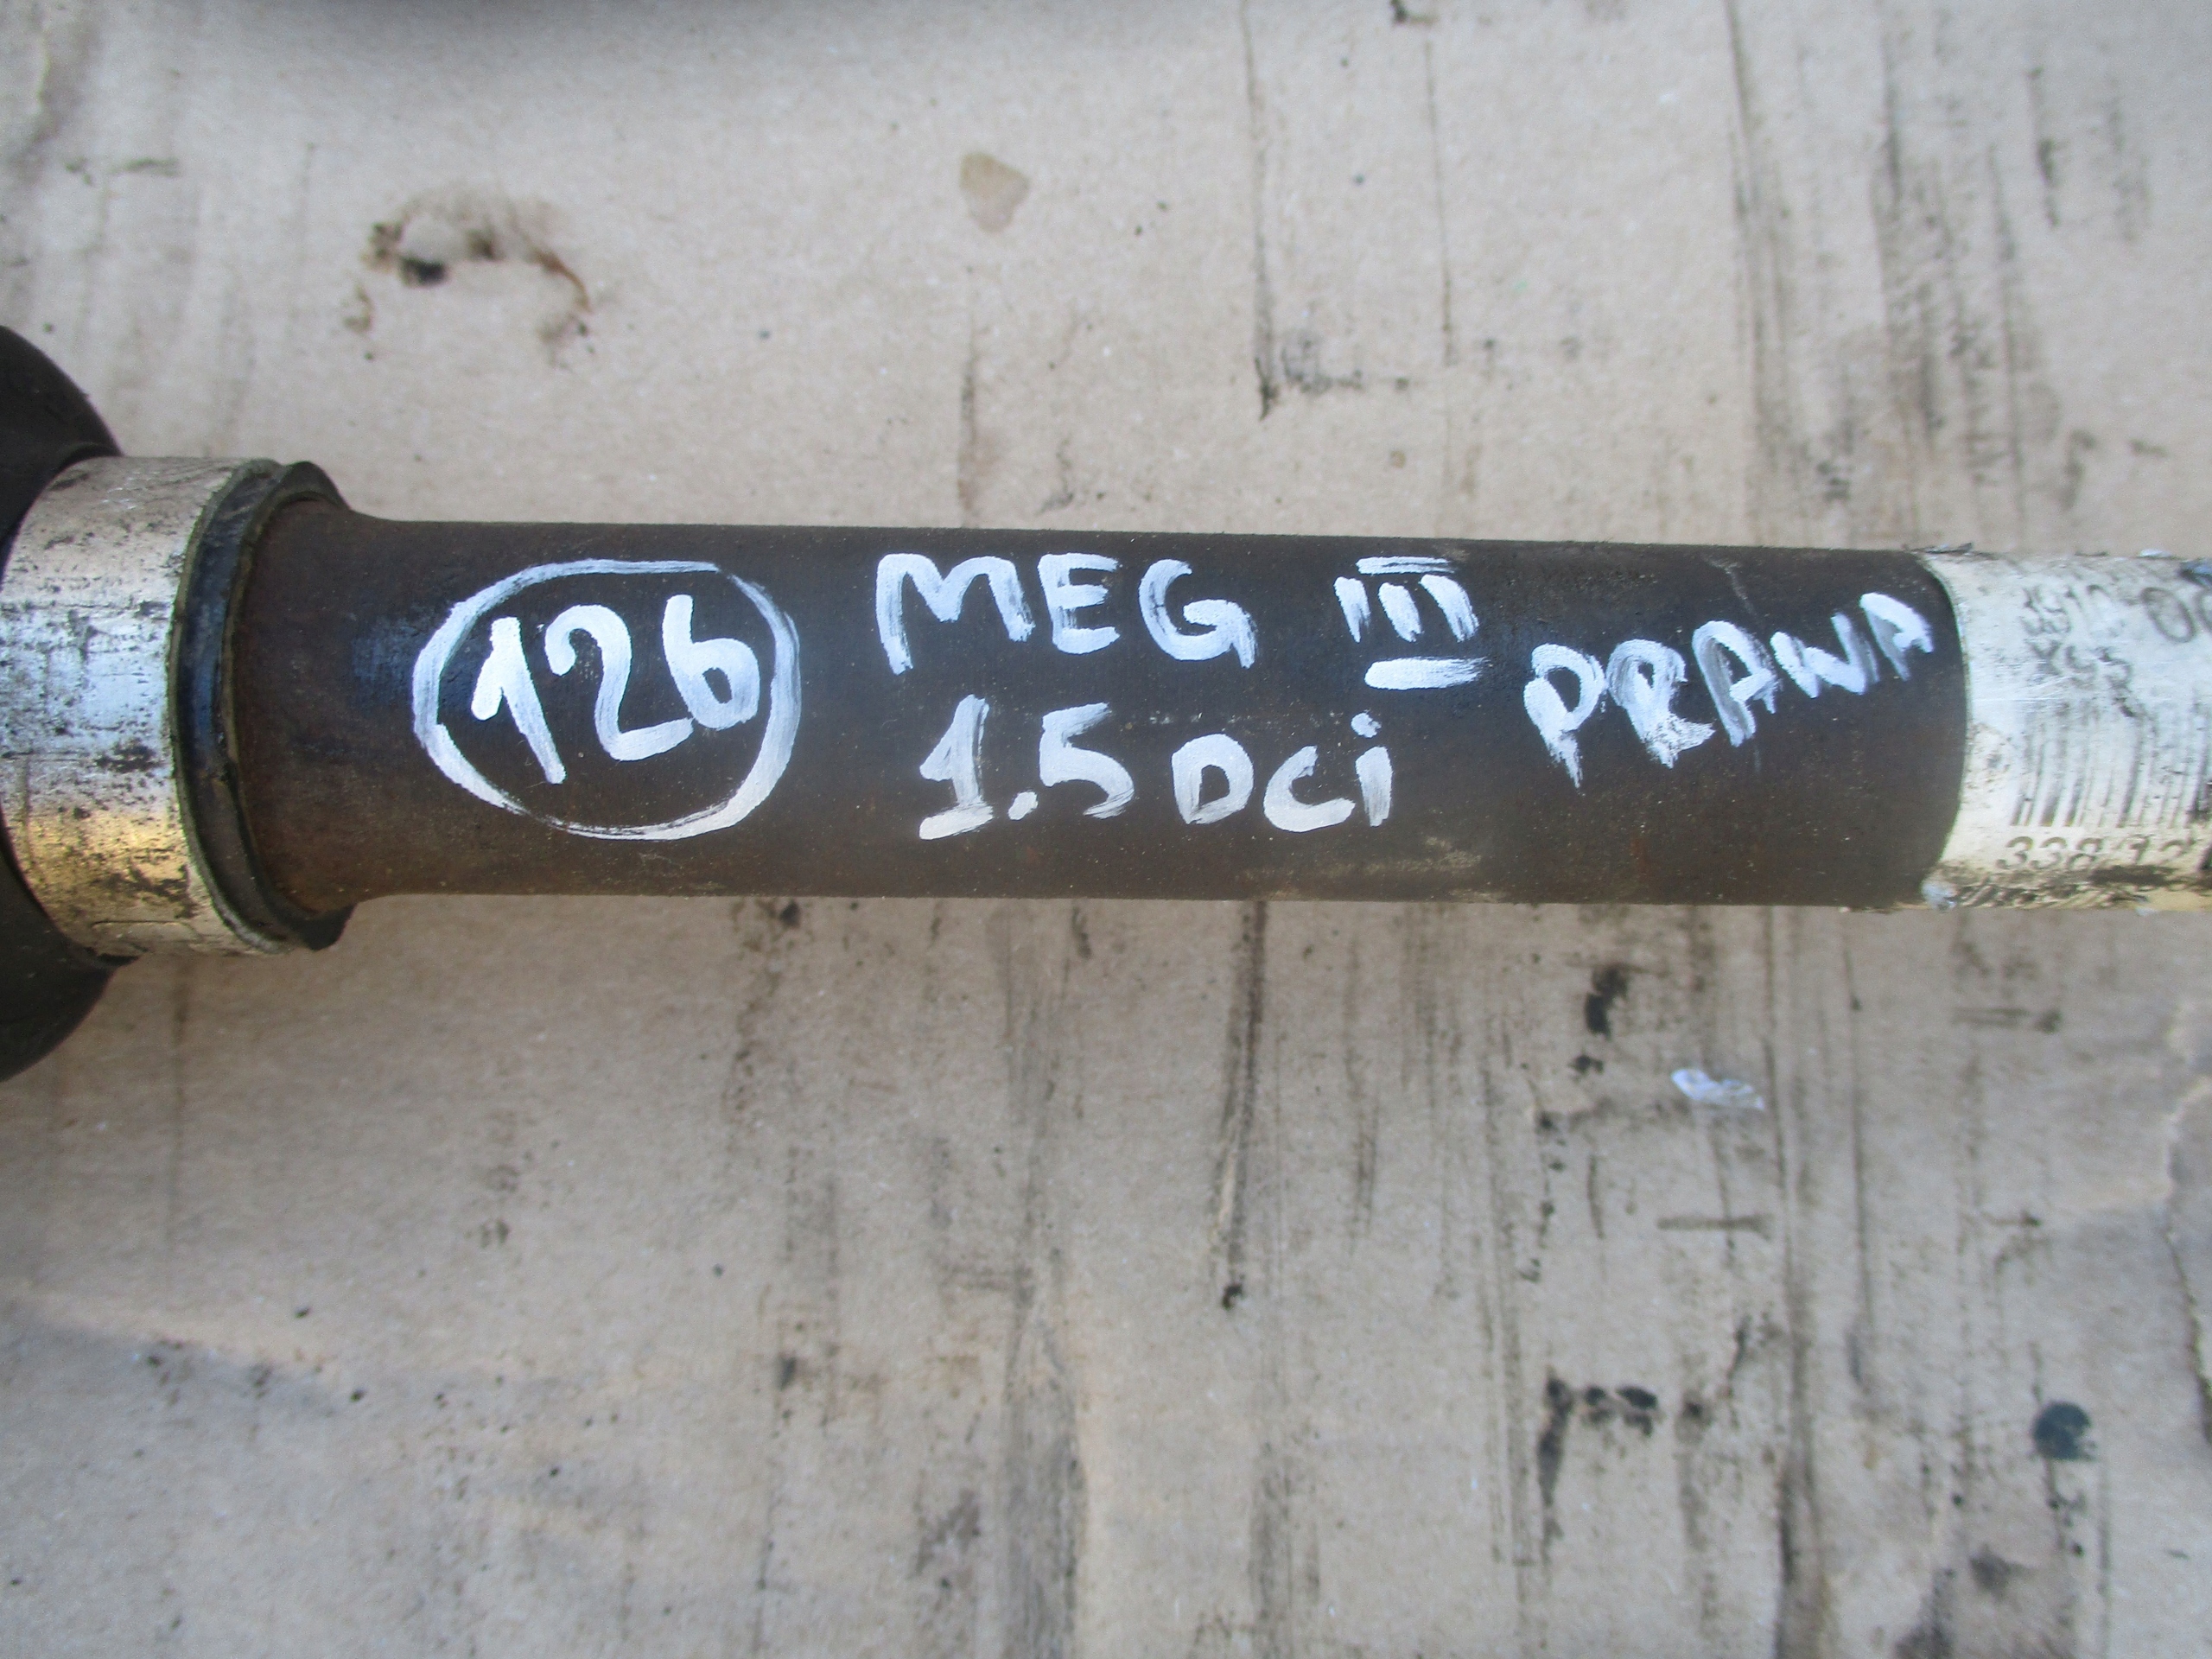 126
MEG III
1.5 DCi
PRAWA